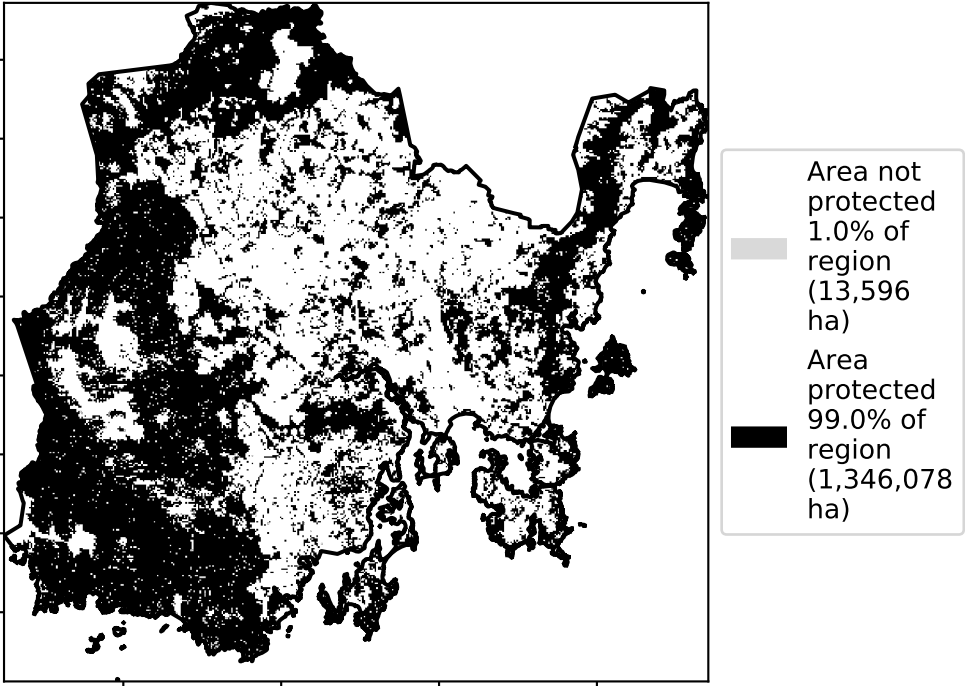 Area not
protected
1.0% of
region
(13,596
ha)
Area
protected
99.0% of
region
(1,346,078
ha)